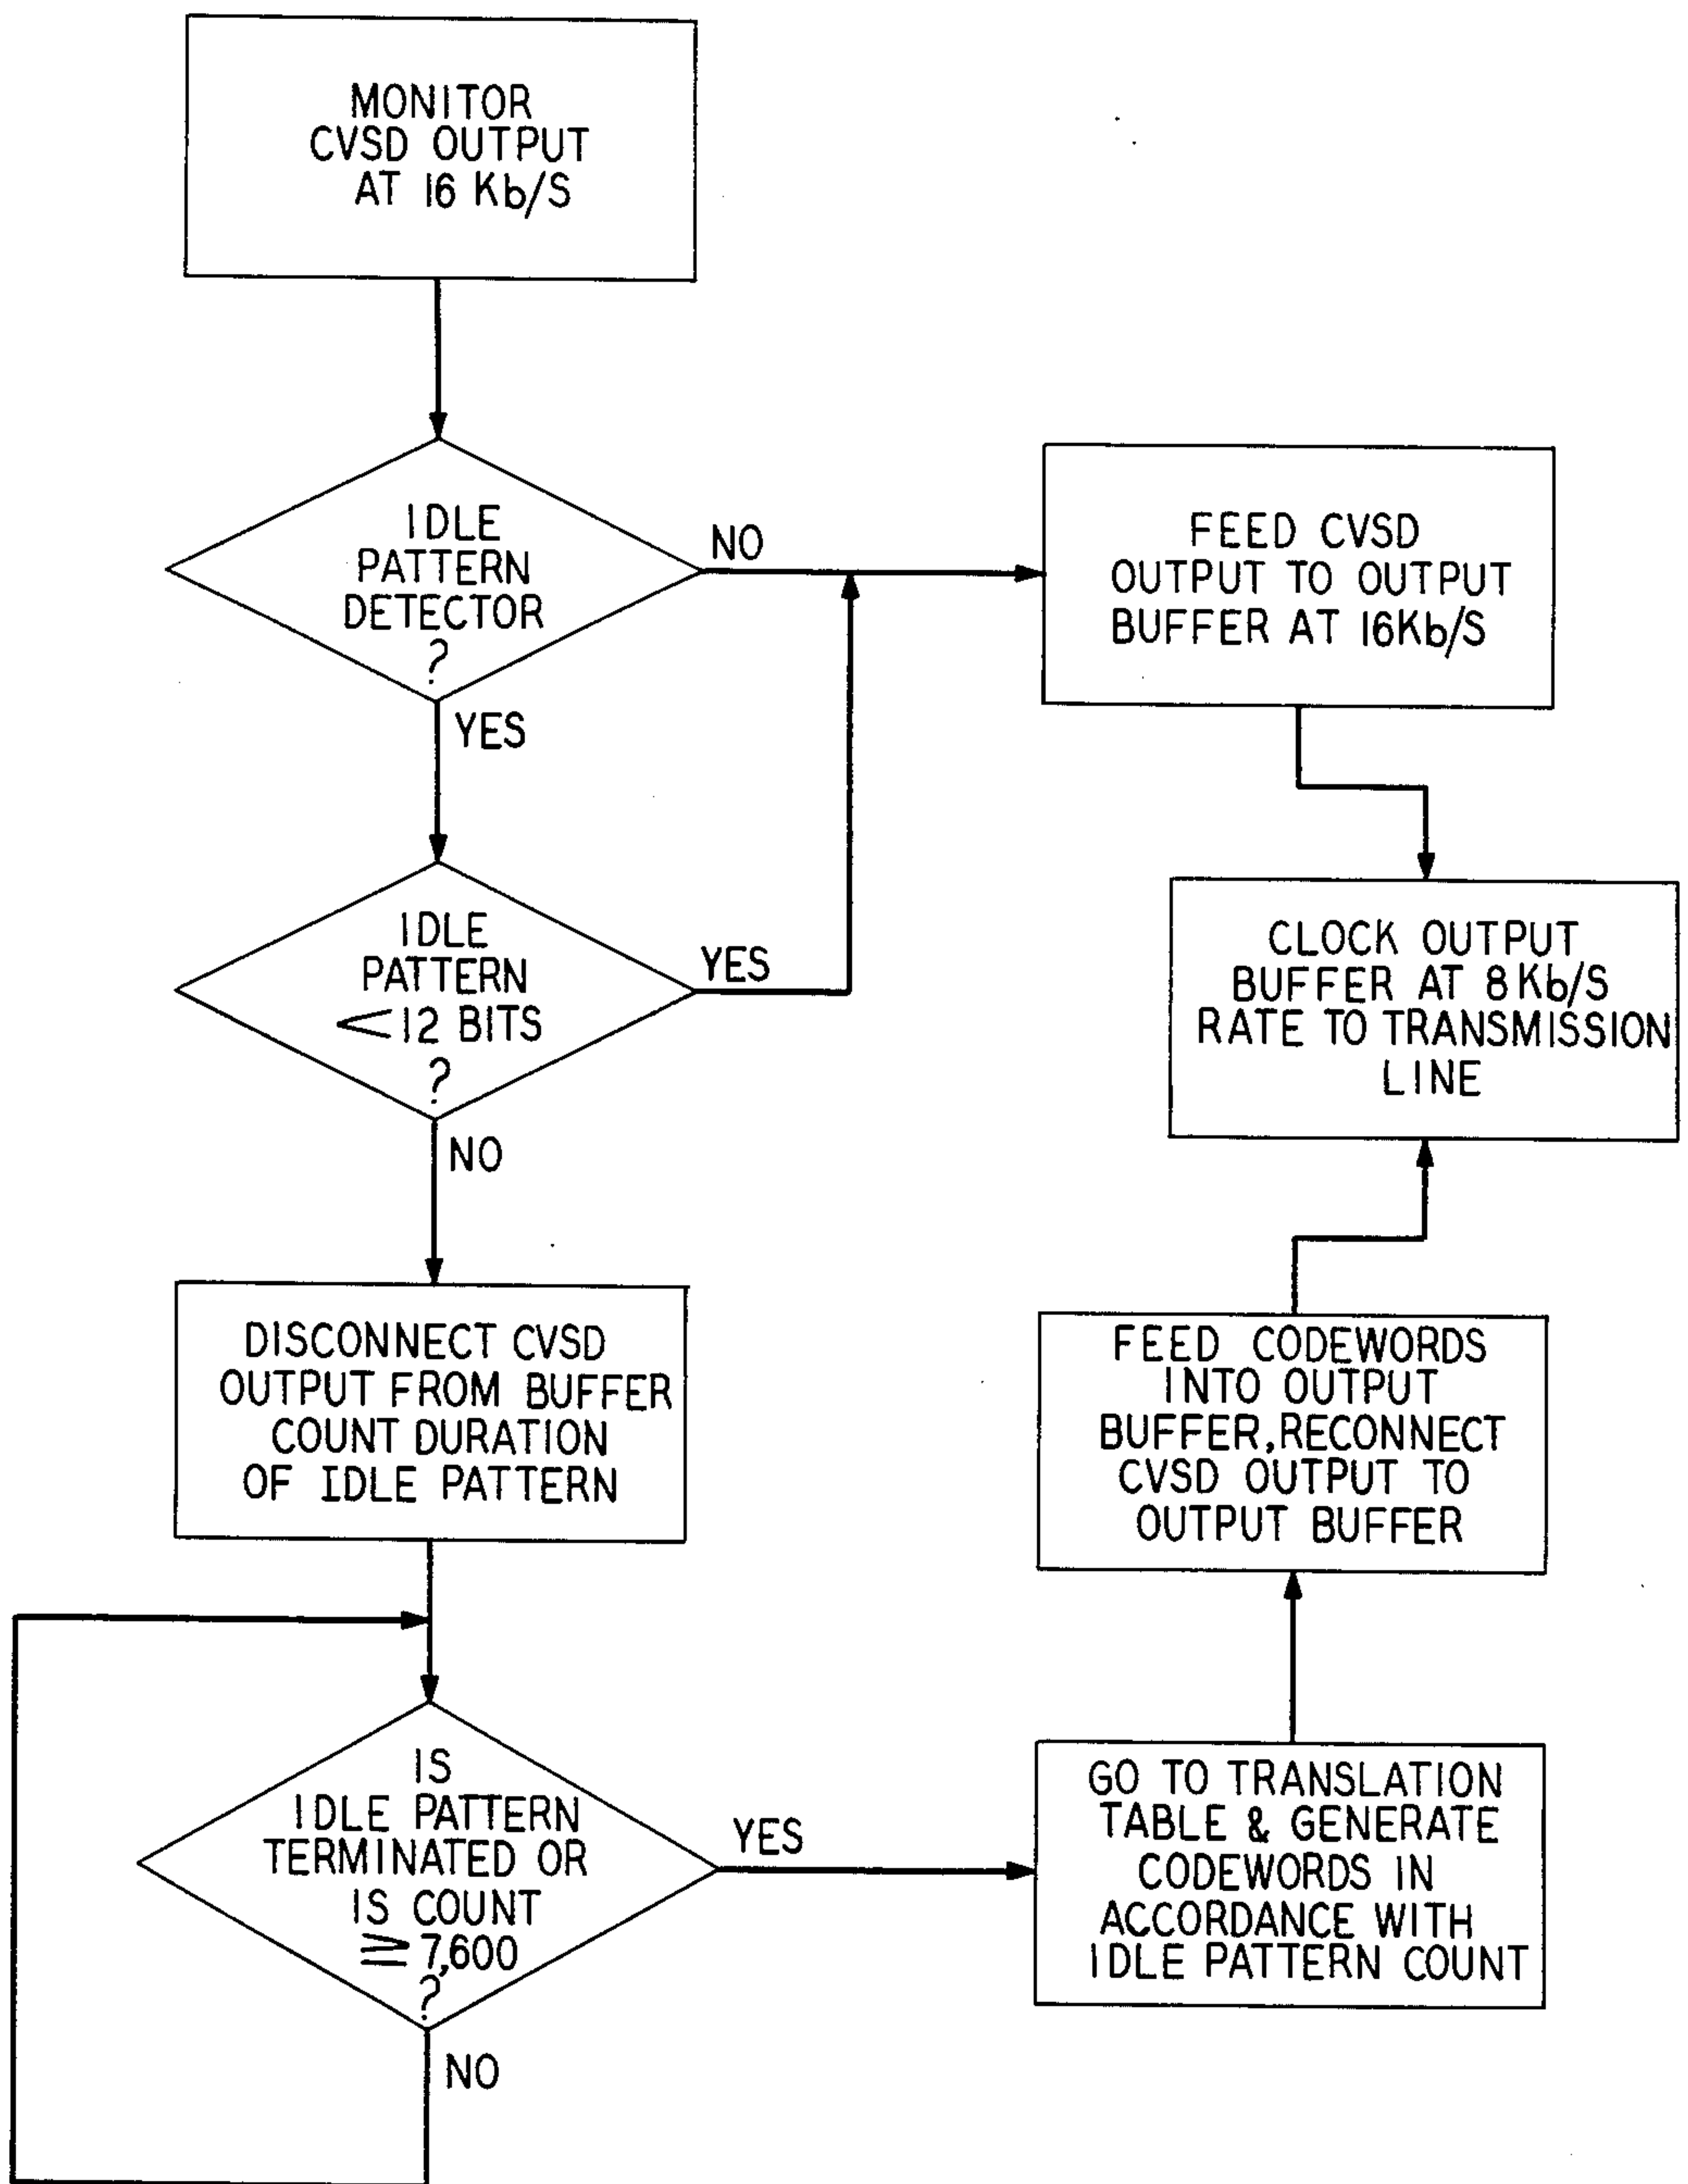 MONITOR
CVSD OUTPUT
AT 16 Kb/S
IDLE
PATTERN
DETECTOR
?
NO
YES
FEED CVSD
OUTPUT TO OUTPUT
BUFFER AT 16Kb/S
IDLE
PATTERN
<12 BITS
?
YES
NO
CLOCK OUTPUT
BUFFER AT 8Kb/S
RATE TO TRANSMISSION
LINE
DISCONNECT CVSD
OUTPUT FROM BUFFER
COUNT DURATION
OF IDLE PATTERN
FEED CODEWORDS
INTO OUTPUT
BUFFER, RECONNECT
CVSD OUTPUT TO
OUTPUT BUFFER
IS
IDLE PATTERN
TERMINATED OR
IS COUNT
≥7,600
?
YES
NO
GO TO TRANSLATION
TABLE & GENERATE
CODEWORDS IN
ACCORDANCE WITH
IDLE PATTERN COUNT